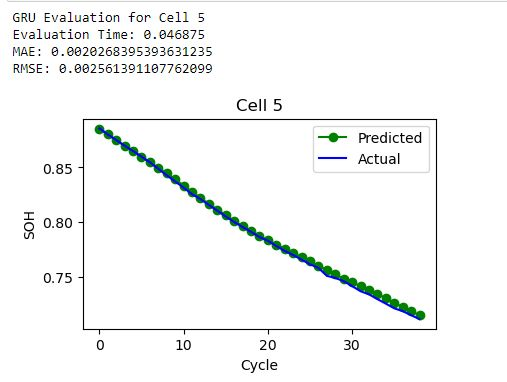 GRU Evaluation for Cell 5
Evaluation Time: 0.046875
MAE: 0.0020268395393631235
RMSE: 0.002561391107762099
Cell 5
Predicted
Actual
0.85
0.80
0.75
SOH
0 10 20 30
Cycle